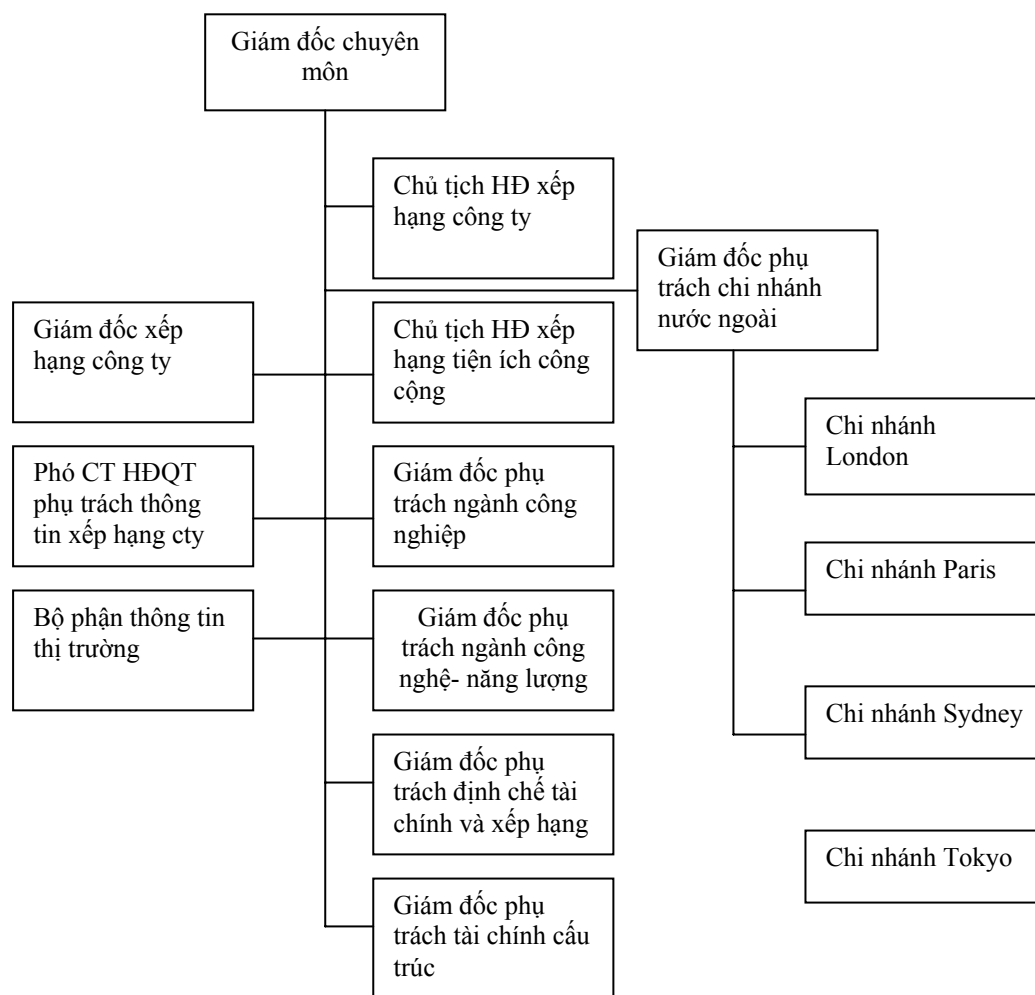 Giám đốc chuyên
môn
Chủ tịch HĐ xếp
hạng công ty
Giám đốc phụ
trách chi nhánh
nước ngoài
Giám đốc xếp
hạng công ty
Chủ tịch HĐ xếp
hạng tiện ích công
cộng
Chi nhánh
London
Phó CT HĐQT
phụ trách thông
tin xếp hạng cty
Giám đốc phụ
trách ngành công
nghiệp
Chi nhánh Paris
Bộ phận thông tin
thị trường
Giám đốc phụ
trách ngành công
nghệ- năng lượng
Chi nhánh Sydney
Giám đốc phụ
trách định chế tài
chính và xếp hạng
Chi nhánh Tokyo
Giám đốc phụ
trách tài chính cấu
trúc